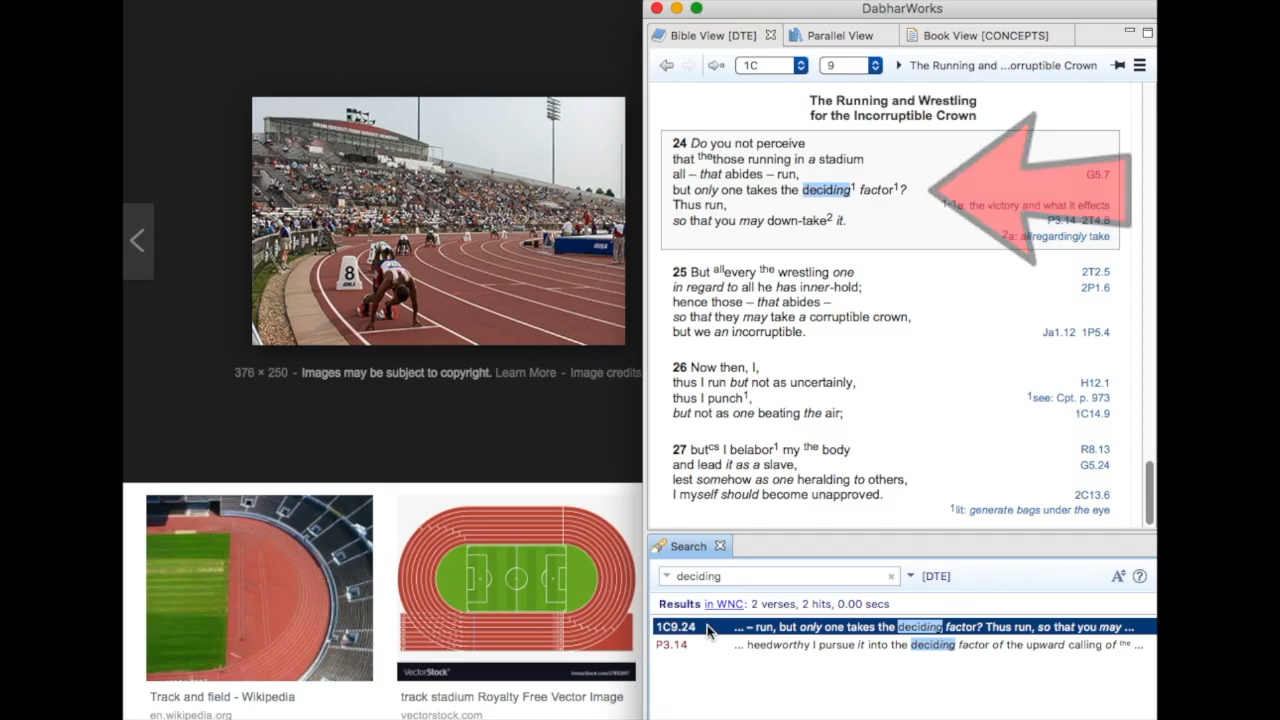 DabharWorks
Bible View [DTE]
Parallel View
Book View [CONCEPTS]
1C
9
The Running and ...orruptible Crown
The Running and Wrestling
for the Incorruptible Crown
24 Do you not perceive
that the those running in a stadium
all – that abides – run,
G5.7
but only one takes the deciding1 factor1?
Thus run,
1-1e: the victory and what it effects
P3.14 2T4.8
so that you may down-take2 it.
2a: allregardingly take
25 But allevery the wrestling one
2T2.5
in regard to all he has inner-hold;
2P1.6
hence those – that abides –
so that they may take a corruptible crown,
but we an incorruptible.
Ja1.12 1P5.4
26 Now then, I,
thus I run but not as uncertainly,
H12.1
thus I punch1,
1see: Cpt. p. 973
but not as one beating the air;
1C14.9
27 butcs I belabor1 my the body
R8.13
and lead it as a slave,
G5.24
lest somehow as one heralding to others,
I myself should become unapproved.
2C13.6
1lit: generate bags under the eye
8
376 × 250 - Images may be subject to copyright. Learn More - Image credits
Search
deciding
[DTE]
Results in WNC: 2 verses, 2 hits, 0.00 secs
1C9.24 ... – run, but only one takes the deciding factor? Thus run, so that you may ...
P3.14 ... heedworthy I pursue it into the deciding factor of the upward calling of the ...
VectorStock
Track and field - Wikipedia
en.wikipedia.org
track stadium Royalty Free Vector Image
vectorstock.com